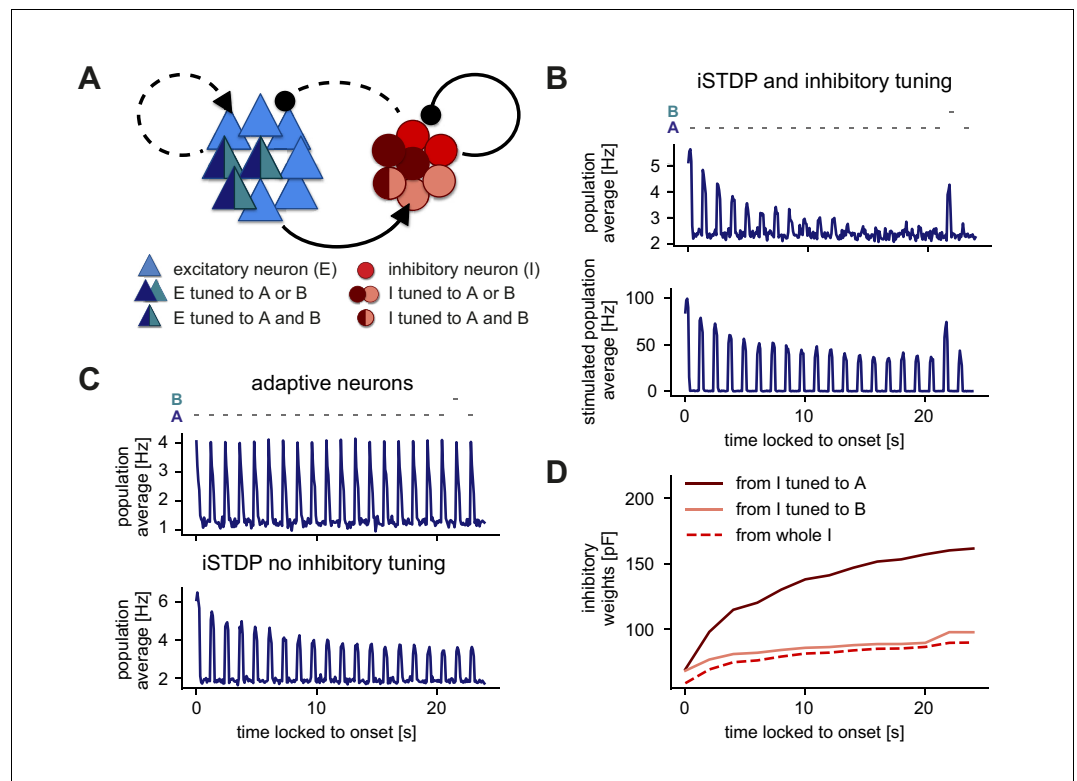 A
excitatory neuron (E)
inhibitory neuron (I)
E tuned to A or B
I tuned to A or B
E tuned to A and B
I tuned to A and B
B
iSTDP and inhibitory tuning
B
A
population
average [Hz]
5
4
3
2
stimulated population
average [Hz]
100
50
0
0
10
20
time locked to onset [s]
C
adaptive neurons
B
A
population
average [Hz]
4
3
2
1
iSTDP no inhibitory tuning
population
average [Hz]
6
4
2
0
10
20
time locked to onset [s]
D
from I tuned to A
from I tuned to B
from whole I
inhibitory
weights [pF]
200
150
100
0
10
20
time locked to onset [s]